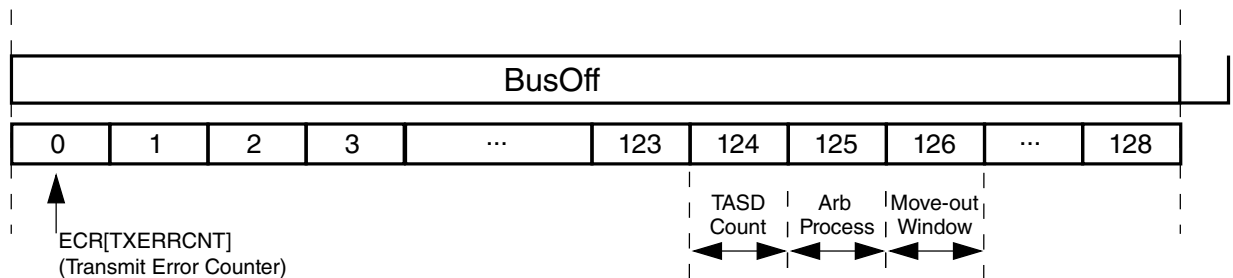 BusOff
0 1 2 3 ... 123 124 125 126 ... 128
TASD Count
Arb Process
Move-out Window
ECR[TXERRCNT]
(Transmit Error Counter)